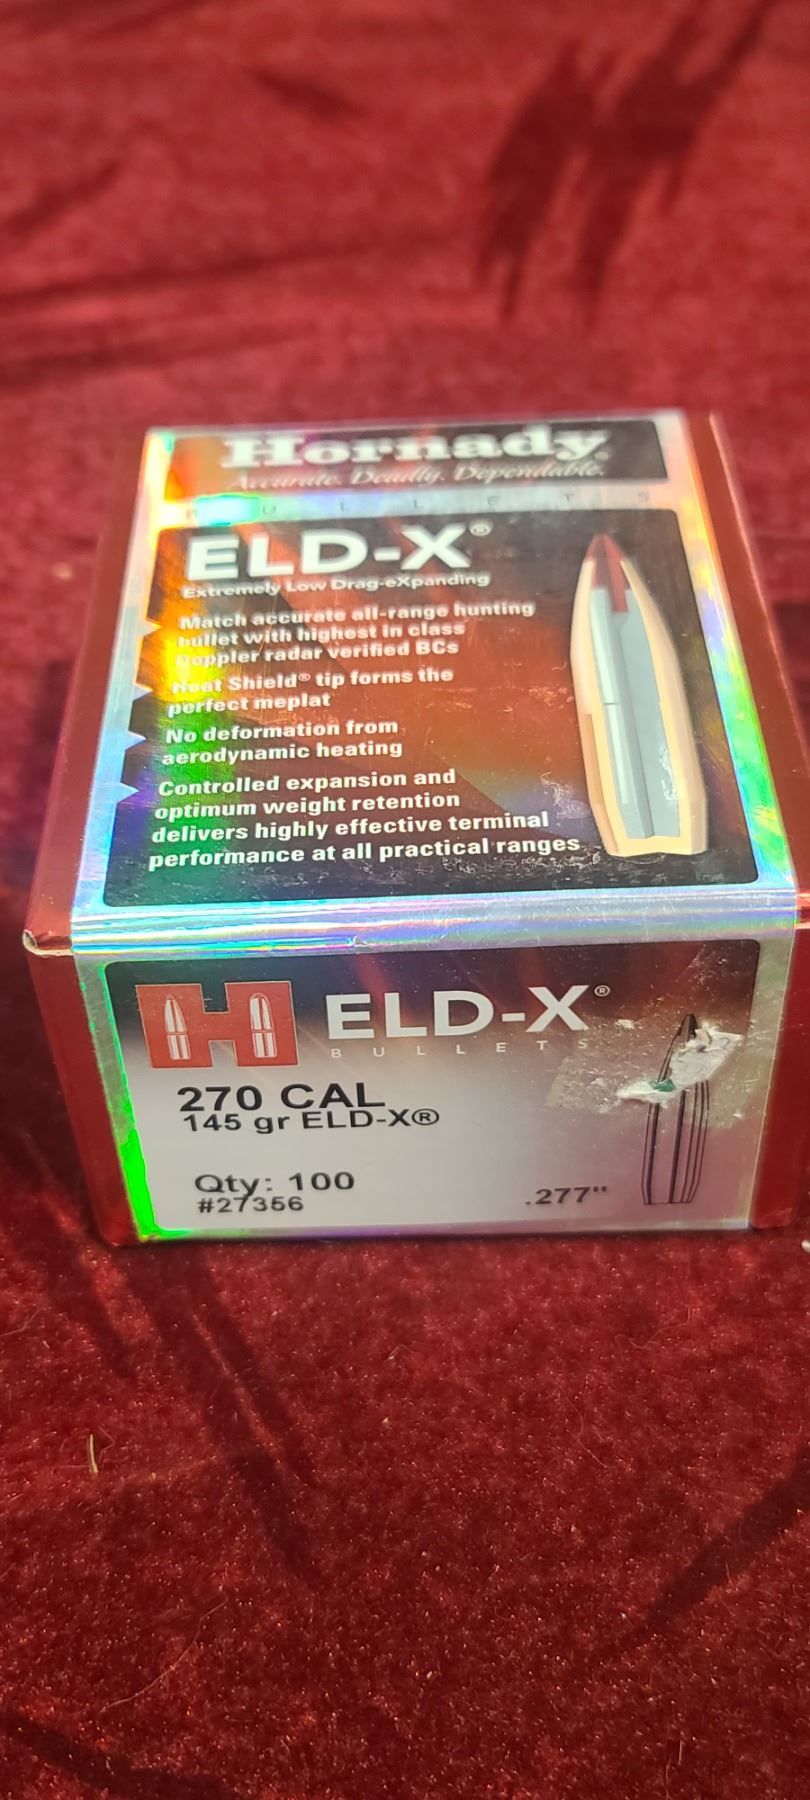 Hornady®
Accurate. Deadly. Dependable.
BULLETS
ELD-X®
Extremely Low Drag-eXpanding
Match accurate all-range hunting
bullet with highest in class
Doppler radar verified BCs
Heat Shield® tip forms the
perfect meplat
No deformation from
aerodynamic heating
Controlled expansion and
optimum weight retention
delivers highly effective terminal
performance at all practical ranges
H ELD-X®
BULLETS
270 CAL
145 gr ELD-X®
Qty: 100
#27356
.277"